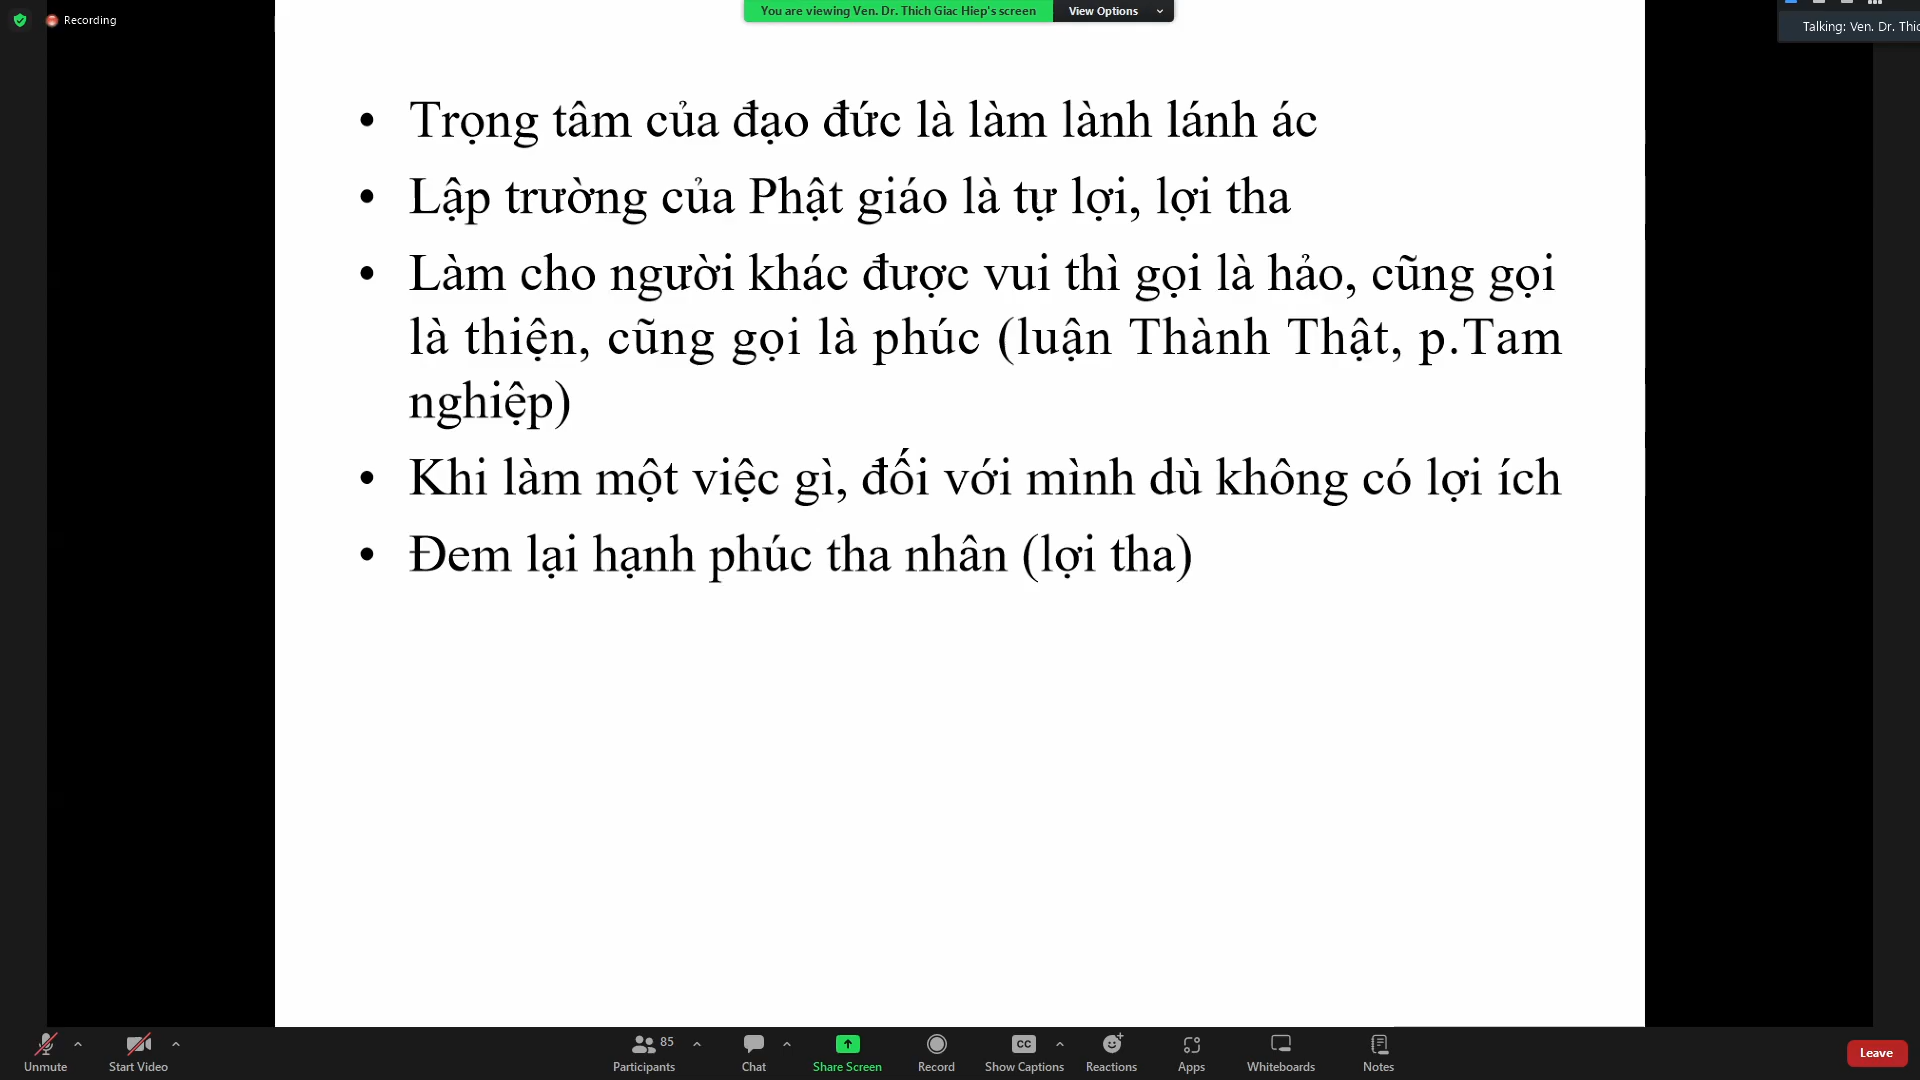 Recording
You are viewing Ven. Dr. Thich Giac Hiep's screen View Options
Talking: Ven. Dr.
• Trọng tâm của đạo đức là làm lành lánh ác
• Lập trường của Phật giáo là tự lợi, lợi tha
• Làm cho người khác được vui thì gọi là hảo, cũng gọi
là thiện, cũng gọi là phúc (luận Thành Thật, p.Tam
nghiệp)
• Khi làm một việc gì, đối với mình dù không có lợi ích
• Đem lại hạnh phúc tha nhân (lợi tha)
85
CC
Unmute Start Video Participants Chat Share Screen Record Show Captions Reactions Apps Whiteboards Notes Leave